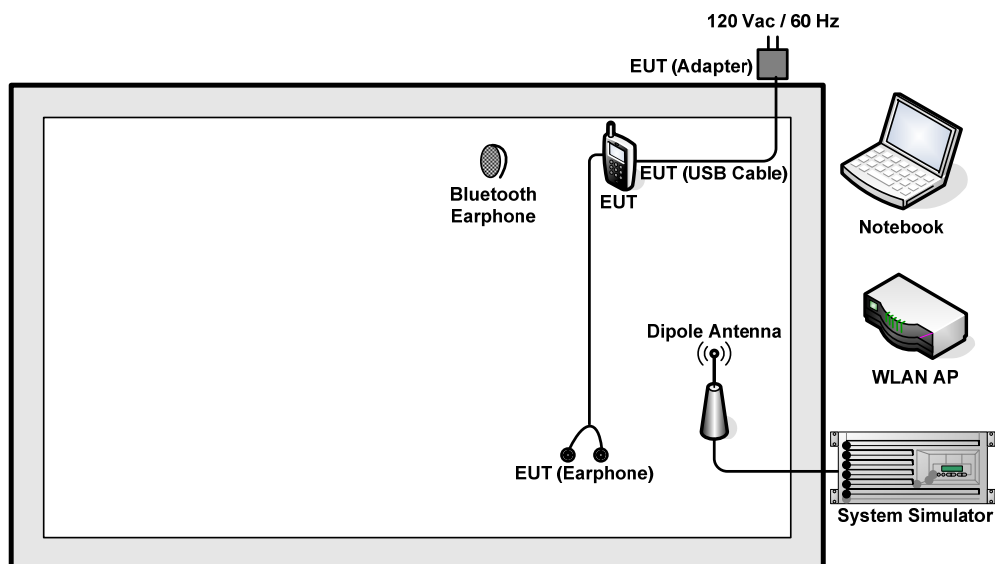 120 Vac / 60 Hz
EUT (Adapter)
EUT (USB Cable)
EUT
Bluetooth
Earphone
Notebook
Dipole Antenna
WLAN AP
EUT (Earphone)
System Simulator